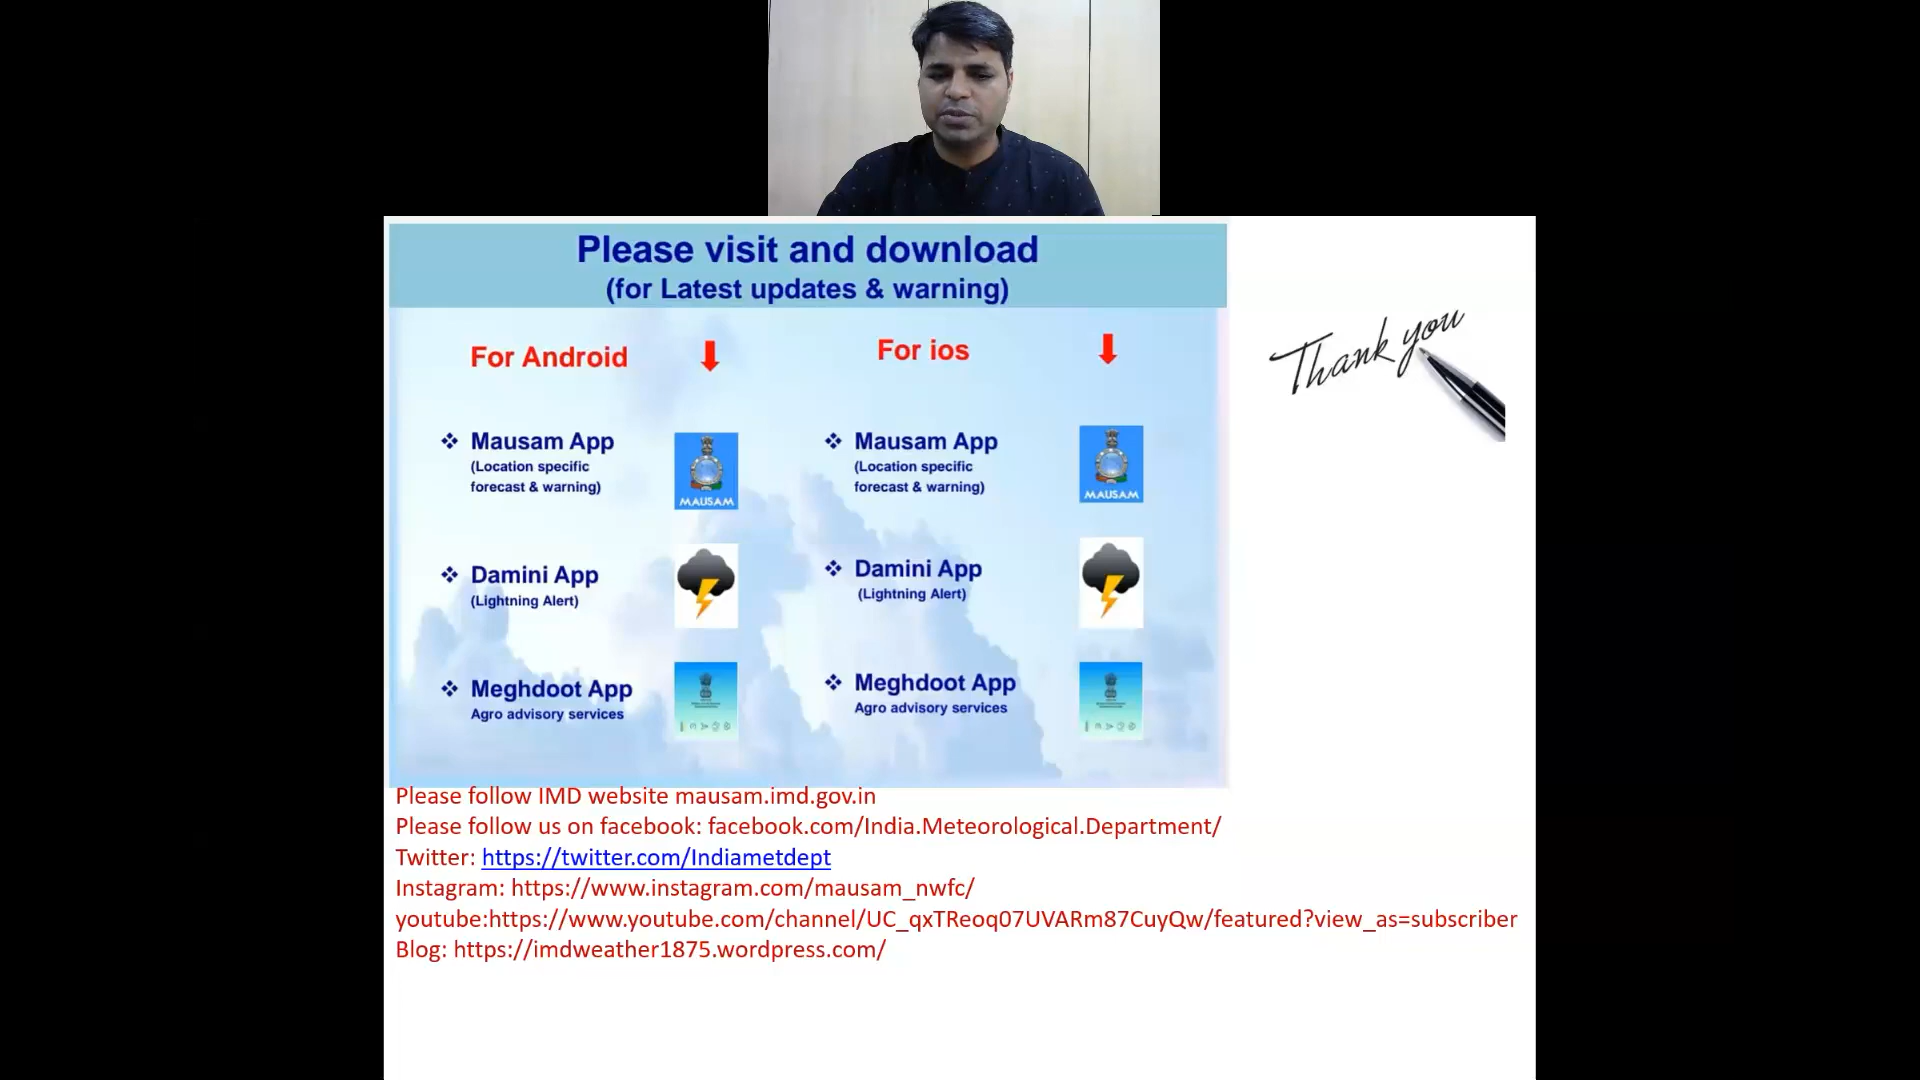 Please visit and download
(for Latest updates & warning)
For Android
For ios
Mausam App
(Location specific
forecast & warning)
MAUSAM
Mausam App
(Location specific
forecast & warning)
MAUSAM
Damini App
(Lightning Alert)
Damini App
(Lightning Alert)
Meghdoot App
Agro advisory services
Meghdoot App
Agro advisory services
Thank you
Please follow IMD website mausam.imd.gov.in
Please follow us on facebook: facebook.com/India.Meteorological.Department/
Twitter: https://twitter.com/Indiametdept
Instagram: https://www.instagram.com/mausam_nwfc/
youtube:https://www.youtube.com/channel/UC_qxTReoq07UVARm87CuyQw/featured?view_as=subscriber
Blog: https://imdweather1875.wordpress.com/